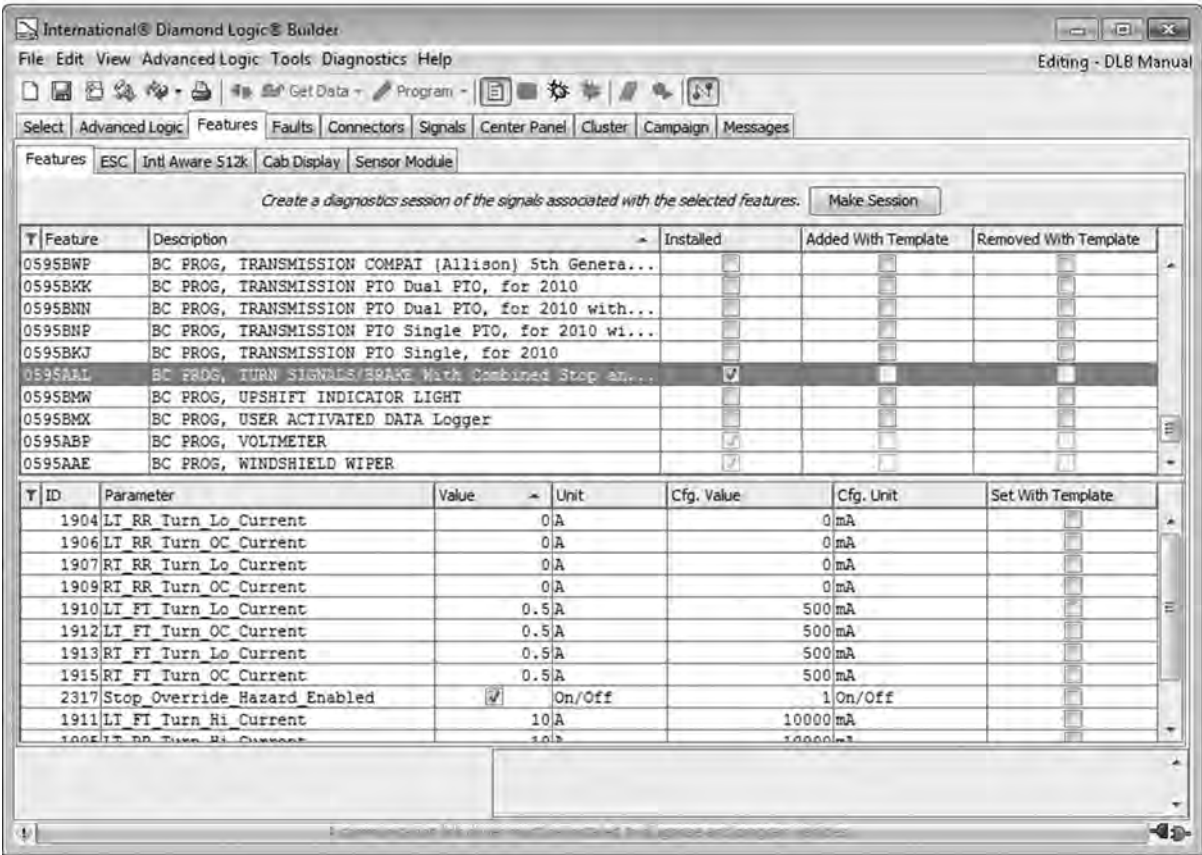 International® Diamond Logic® Builder
File Edit View Advanced Logic Tools Diagnostics Help Editing - DLB Manual
Get Data Program
Select Advanced Logic Features Faults Connectors Signals Center Panel Cluster Campaign Messages
Features ESC Intl Aware 512k Cab Display Sensor Module
Create a diagnostics session of the signals associated with the selected features. Make Session
Feature Description Installed Added With Template Removed With Template
0595BWP BC PROG, TRANSMISSION COMPAT {Allison} 5th Genera...
0595BKK BC PROG, TRANSMISSION PTO Dual PTO, for 2010
0595BNN BC PROG, TRANSMISSION PTO Dual PTO, for 2010 with...
0595BNP BC PROG, TRANSMISSION PTO Single PTO, for 2010 wi...
0595BKJ BC PROG, TRANSMISSION PTO Single, for 2010
0595AAL BC PROG, TURN SIGNALS/BRAKE With Combined Stop an...
0595BMW BC PROG, UPSHIFT INDICATOR LIGHT
0595BMX BC PROG, USER ACTIVATED DATA Logger
0595ABP BC PROG, VOLTMETER
0595AAE BC PROG, WINDSHIELD WIPER
ID Parameter Value Unit Cfg. Value Cfg. Unit Set With Template
1904 LT_RR_Turn_Lo_Current 0 A 0 mA
1906 LT_RR_Turn_OC_Current 0 A 0 mA
1907 RT_RR_Turn_Lo_Current 0 A 0 mA
1909 RT_RR_Turn_OC_Current 0 A 0 mA
1910 LT_FT_Turn_Lo_Current 0.5 A 500 mA
1912 LT_FT_Turn_OC_Current 0.5 A 500 mA
1913 RT_FT_Turn_Lo_Current 0.5 A 500 mA
1915 RT_FT_Turn_OC_Current 0.5 A 500 mA
2317 Stop_Override_Hazard_Enabled On/Off 1 On/Off
1911 LT_FT_Turn_Hi_Current 10 A 10000 mA